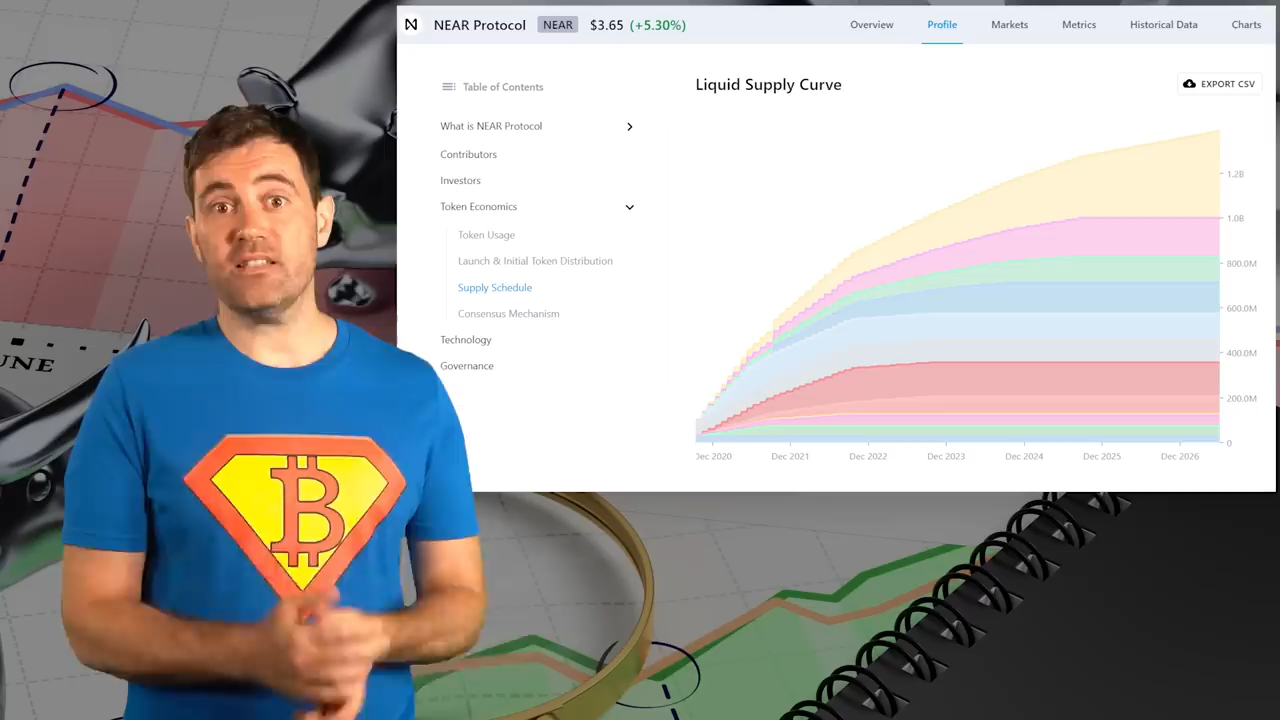 NEAR Protocol NEAR $3.65 (+5.30%) Overview Profile Markets Metrics Historical Data Charts
Table of Contents
What is NEAR Protocol
Contributors
Investors
Token Economics
Token Usage
Launch & Initial Token Distribution
Supply Schedule
Consensus Mechanism
Technology
Governance
Liquid Supply Curve
EXPORT CSV
1.2B
1.0B
800.0M
600.0M
400.0M
200.0M
0
Dec 2020 Dec 2021 Dec 2022 Dec 2023 Dec 2024 Dec 2025 Dec 2026
UNE